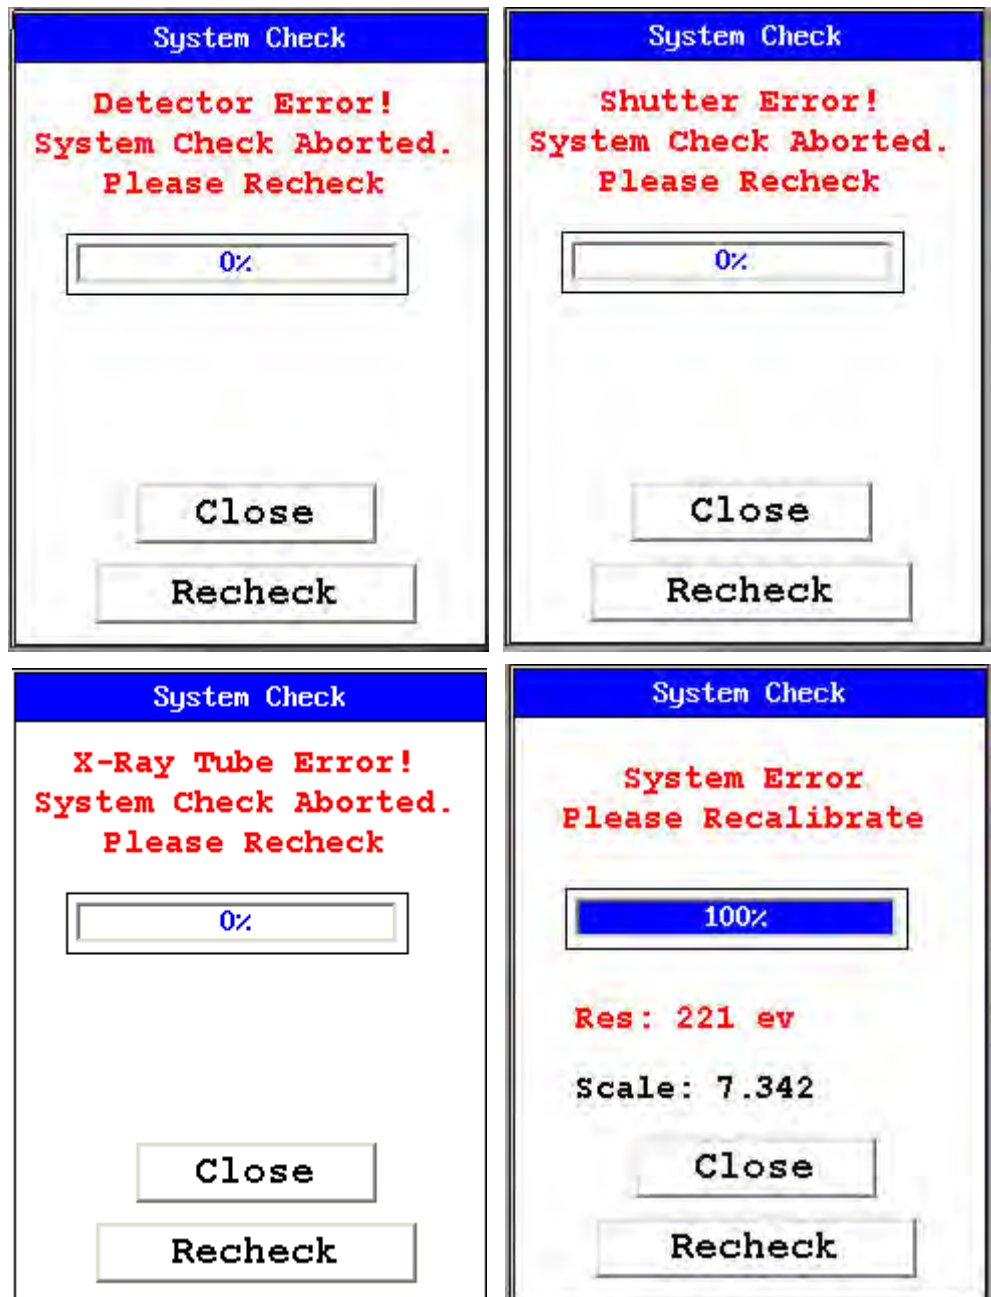 System Check
Detector Error!
System Check Aborted.
Please Recheck
0%
Close
Recheck
System Check
Shutter Error!
System Check Aborted.
Please Recheck
0%
Close
Recheck
System Check
X-Ray Tube Error!
System Check Aborted.
Please Recheck
0%
Close
Recheck
System Check
System Error
Please Recalibrate
100%
Res: 221 ev
Scale: 7.342
Close
Recheck